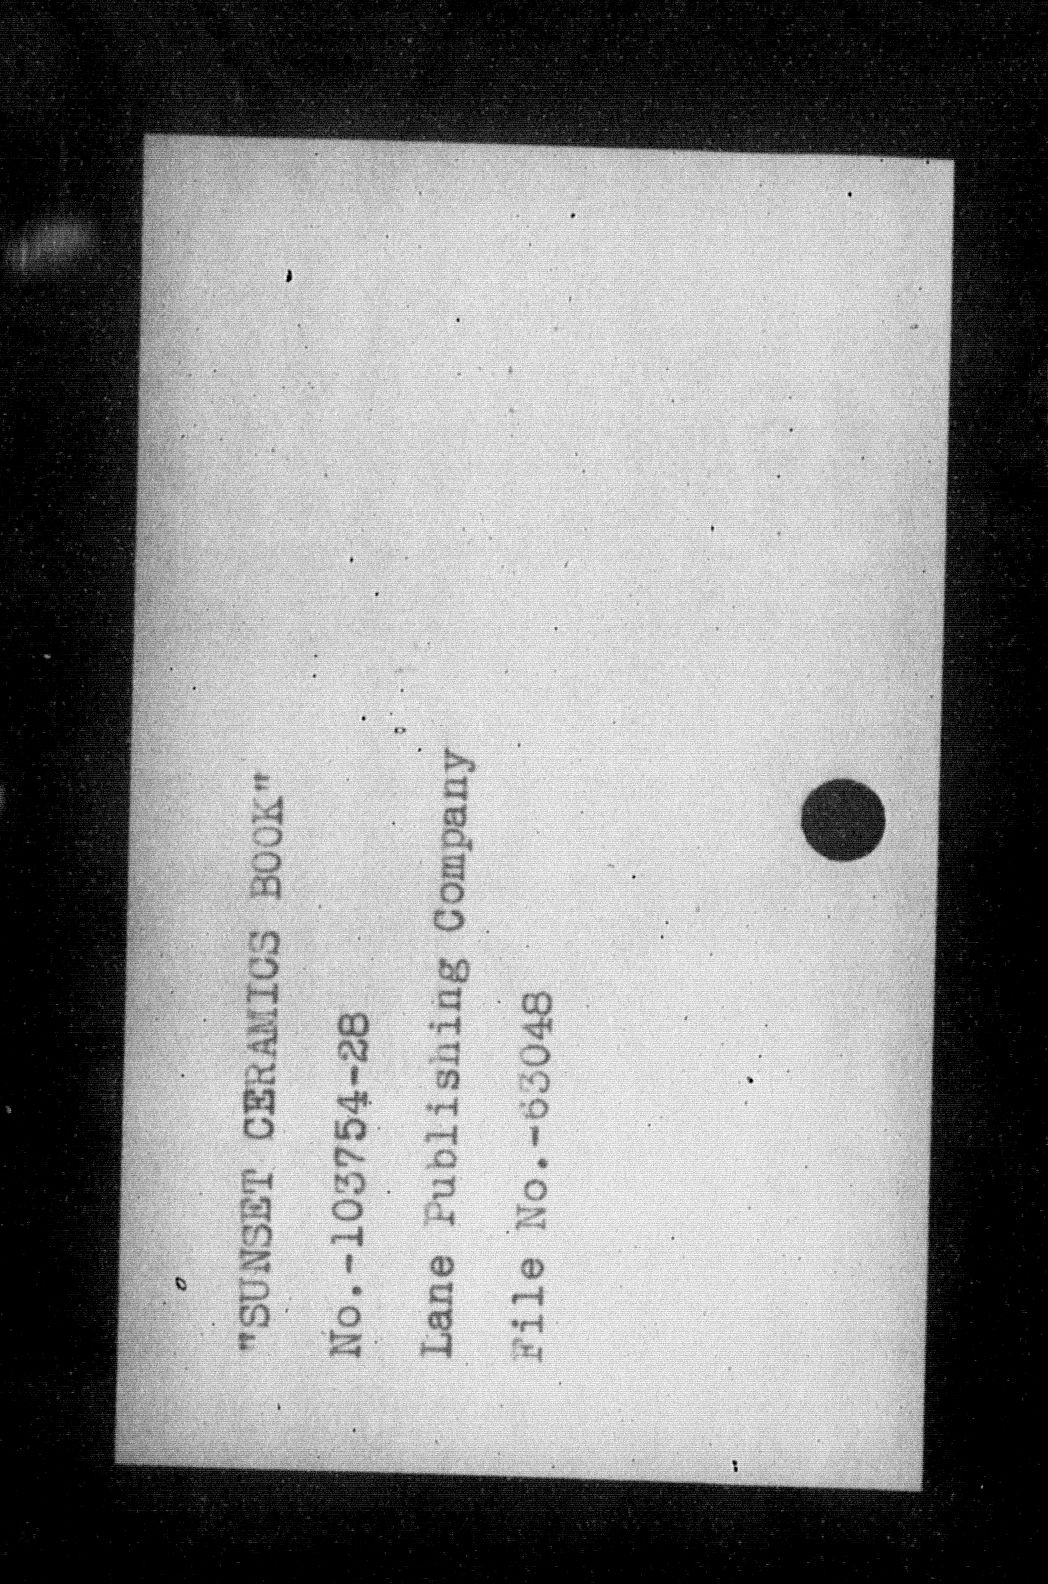 "SUNSET CERAMICS BOOK"
No.-103754-28
Lane Publishing Company
File No.-63048